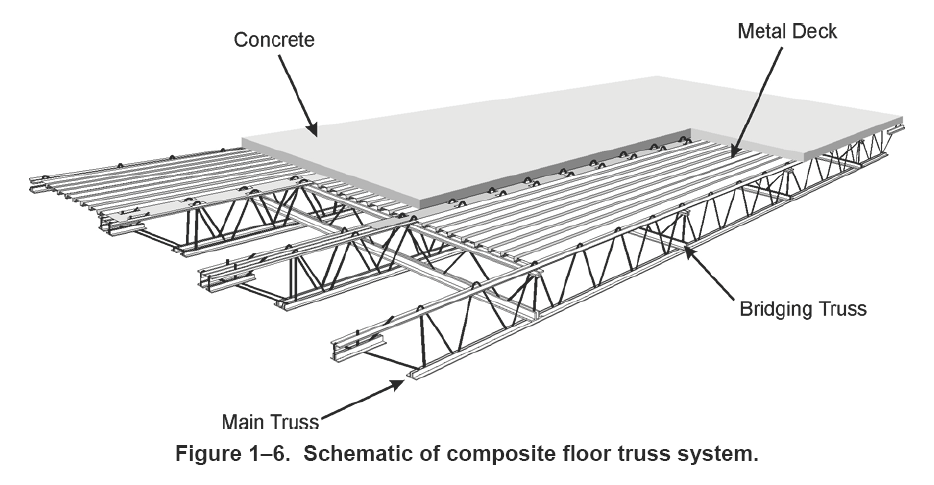 Concrete
Metal Deck
Bridging Truss
Main Truss
Figure 1–6.  Schematic of composite floor truss system.